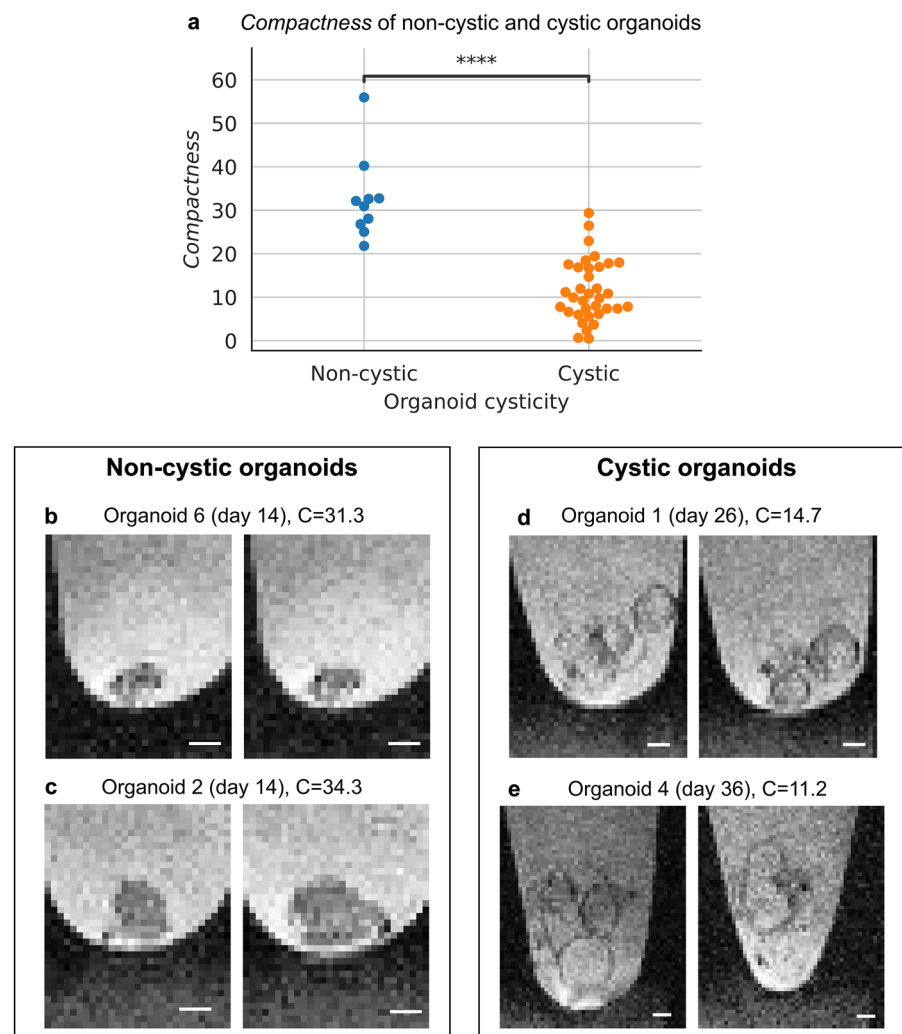 a Compactness of non-cystic and cystic organoids
****
60
50
40
30
20
10
0
Compactness
Non-cystic Cystic
Organoid cysticity
Non-cystic organoids
b Organoid 6 (day 14), C=31.3
c Organoid 2 (day 14), C=34.3
Cystic organoids
d Organoid 1 (day 26), C=14.7
e Organoid 4 (day 36), C=11.2